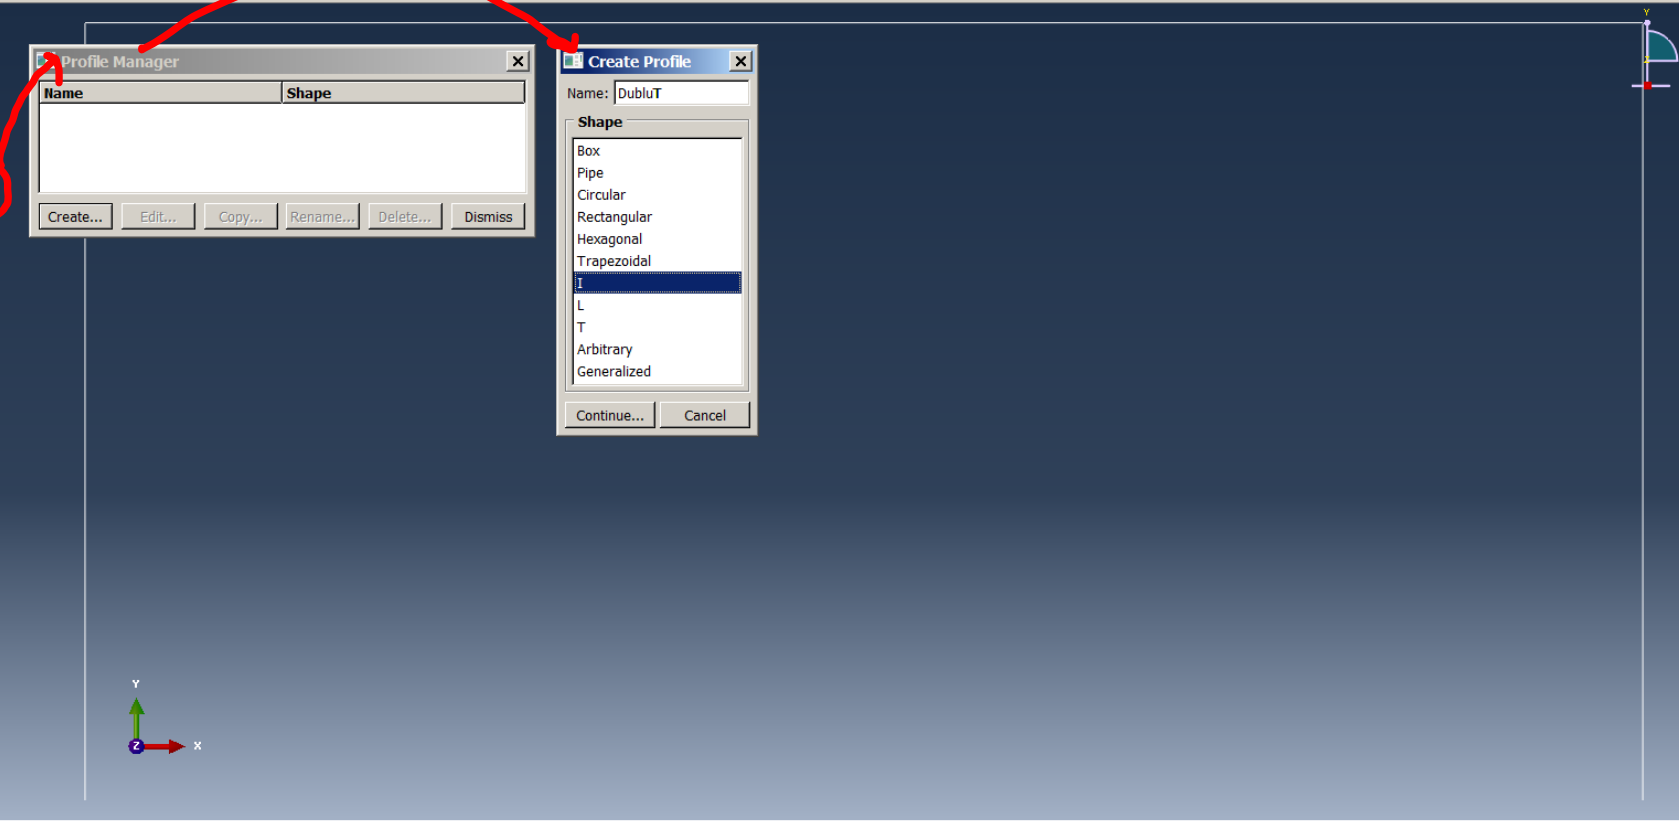 Y
Z
Profile Manager
Name Shape
Create... Edit... Copy... Rename... Delete... Dismiss
Create Profile
Name: DubluT
Shape
Box
Pipe
Circular
Rectangular
Hexagonal
Trapezoidal
I
L
T
Arbitrary
Generalized
Continue... Cancel
Y
Z X